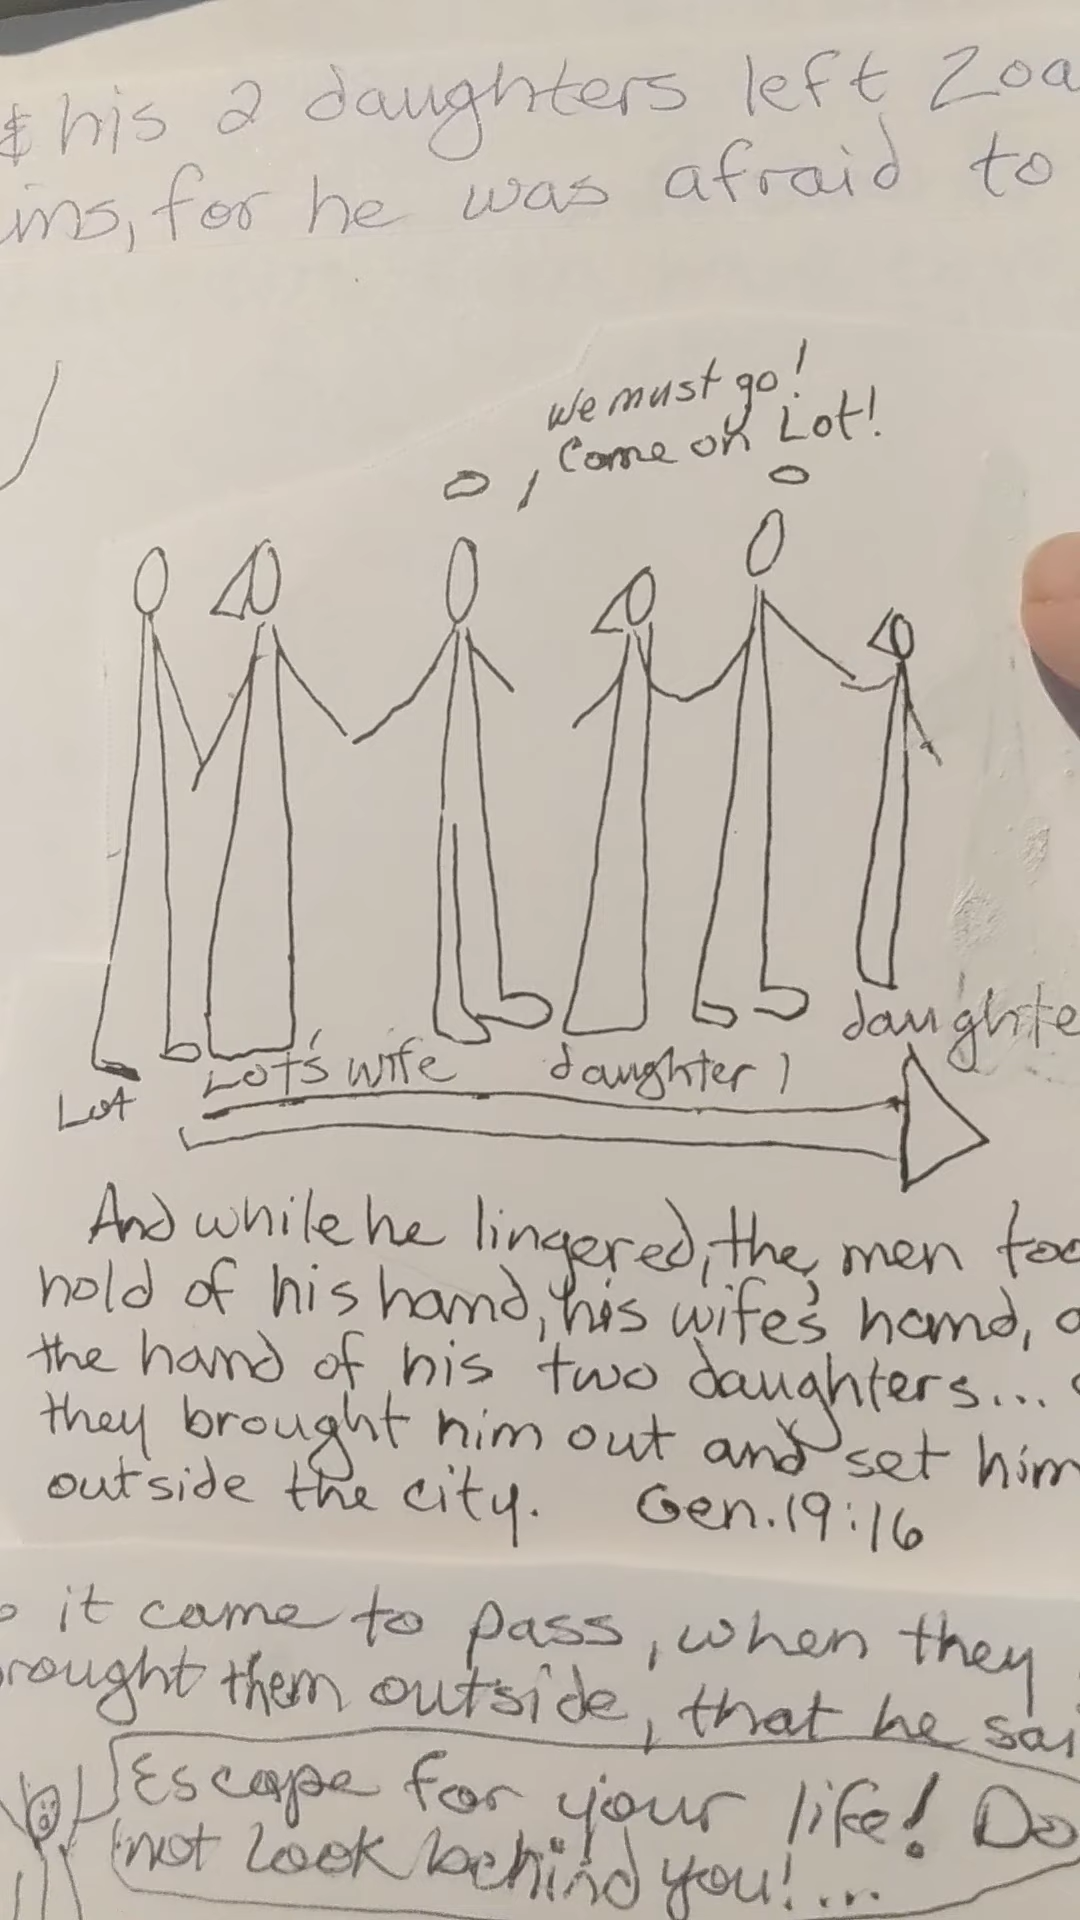 & his 2 daughters left Zoa
ins, for he was afraid to
We must go!
Come on Lot!
daughte
Lot's wife
daughter 1
Lot
And while he lingered, the men too
hold of his hand, his wife's hand, a
the hand of his two daughters...
they brought him out and set him
outside the city. Gen. 19:16
o it came to pass, when they
rought them outside, that he sai
Escape for your life! Do
not look behind you!...